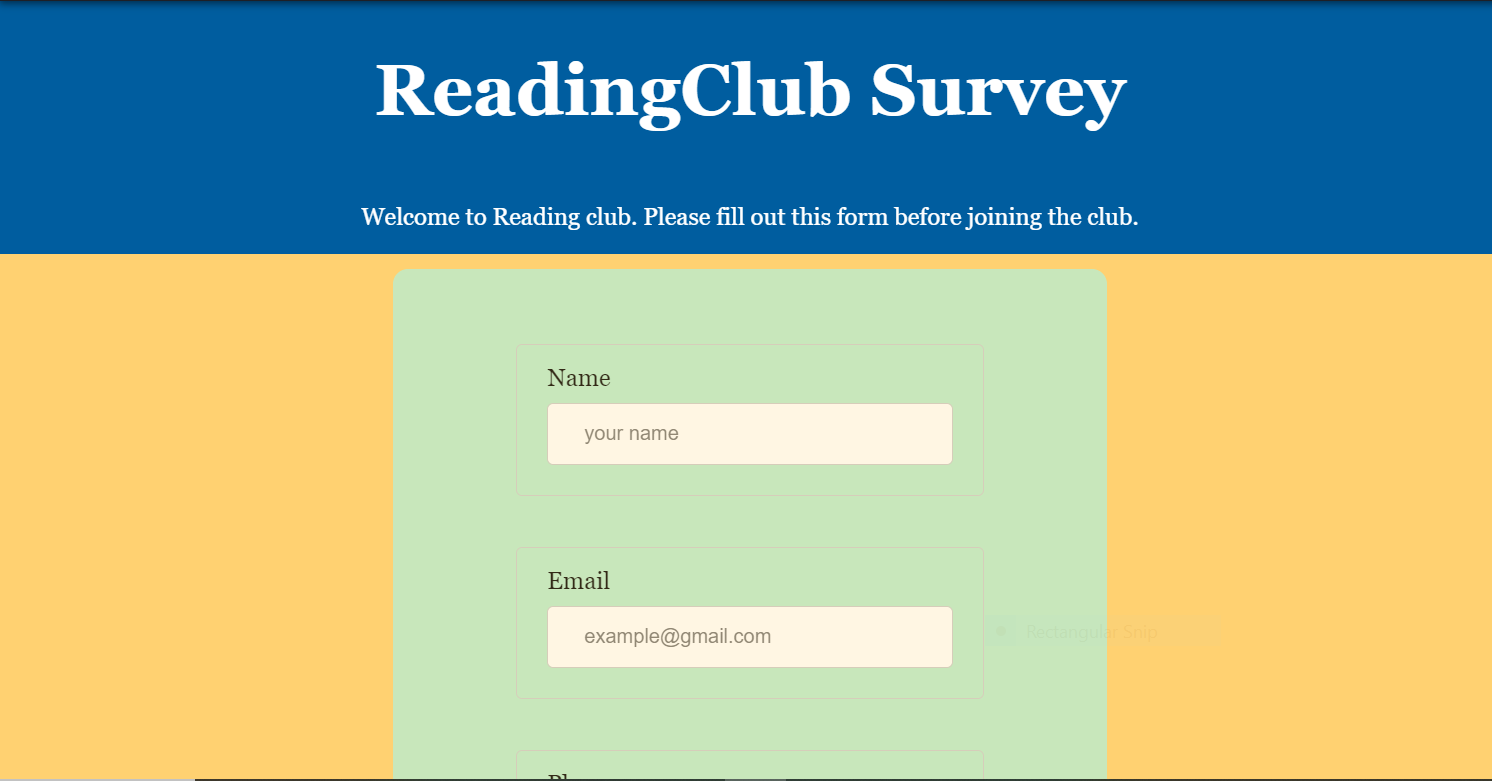 ReadingClub Survey
Welcome to Reading club. Please fill out this form before joining the club.
Name
your name
Email
example@gmail.com
Rectangular Snip